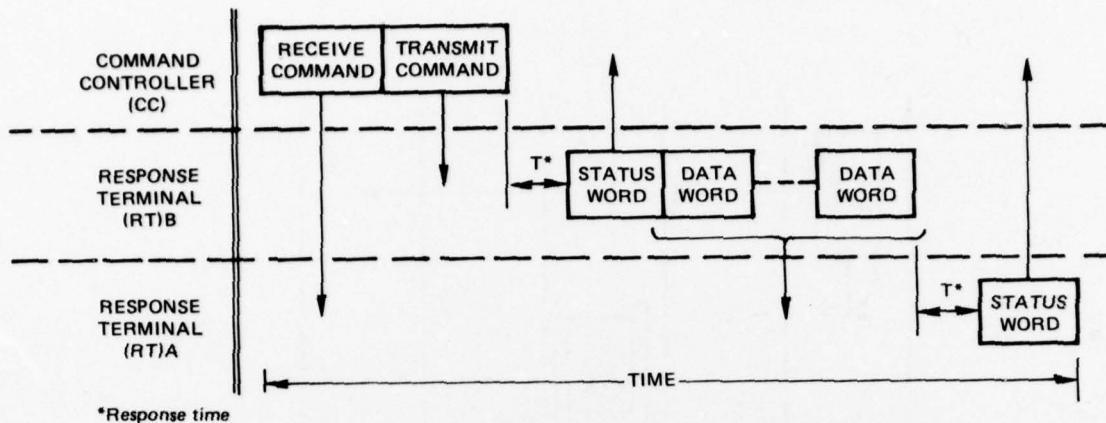 COMMAND
CONTROLLER
(CC)
RECEIVE
COMMAND
TRANSMIT
COMMAND
RESPONSE
TERMINAL
(RT)B
T*
STATUS
WORD
DATA
WORD
DATA
WORD
RESPONSE
TERMINAL
(RT)A
T*
STATUS
WORD
TIME
*Response time